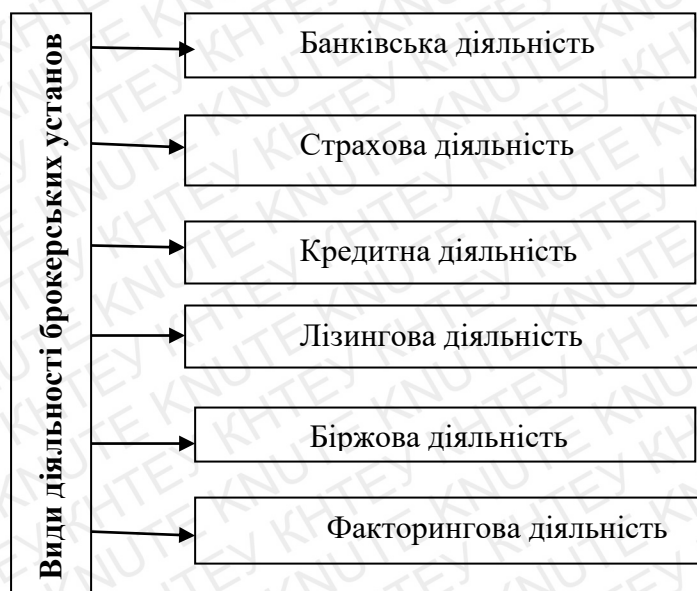 Види діяльності брокерських установ
Банківська діяльність
Страхова діяльність
Кредитна діяльність
Лізингова діяльність
Біржова діяльність
Факторингова діяльність